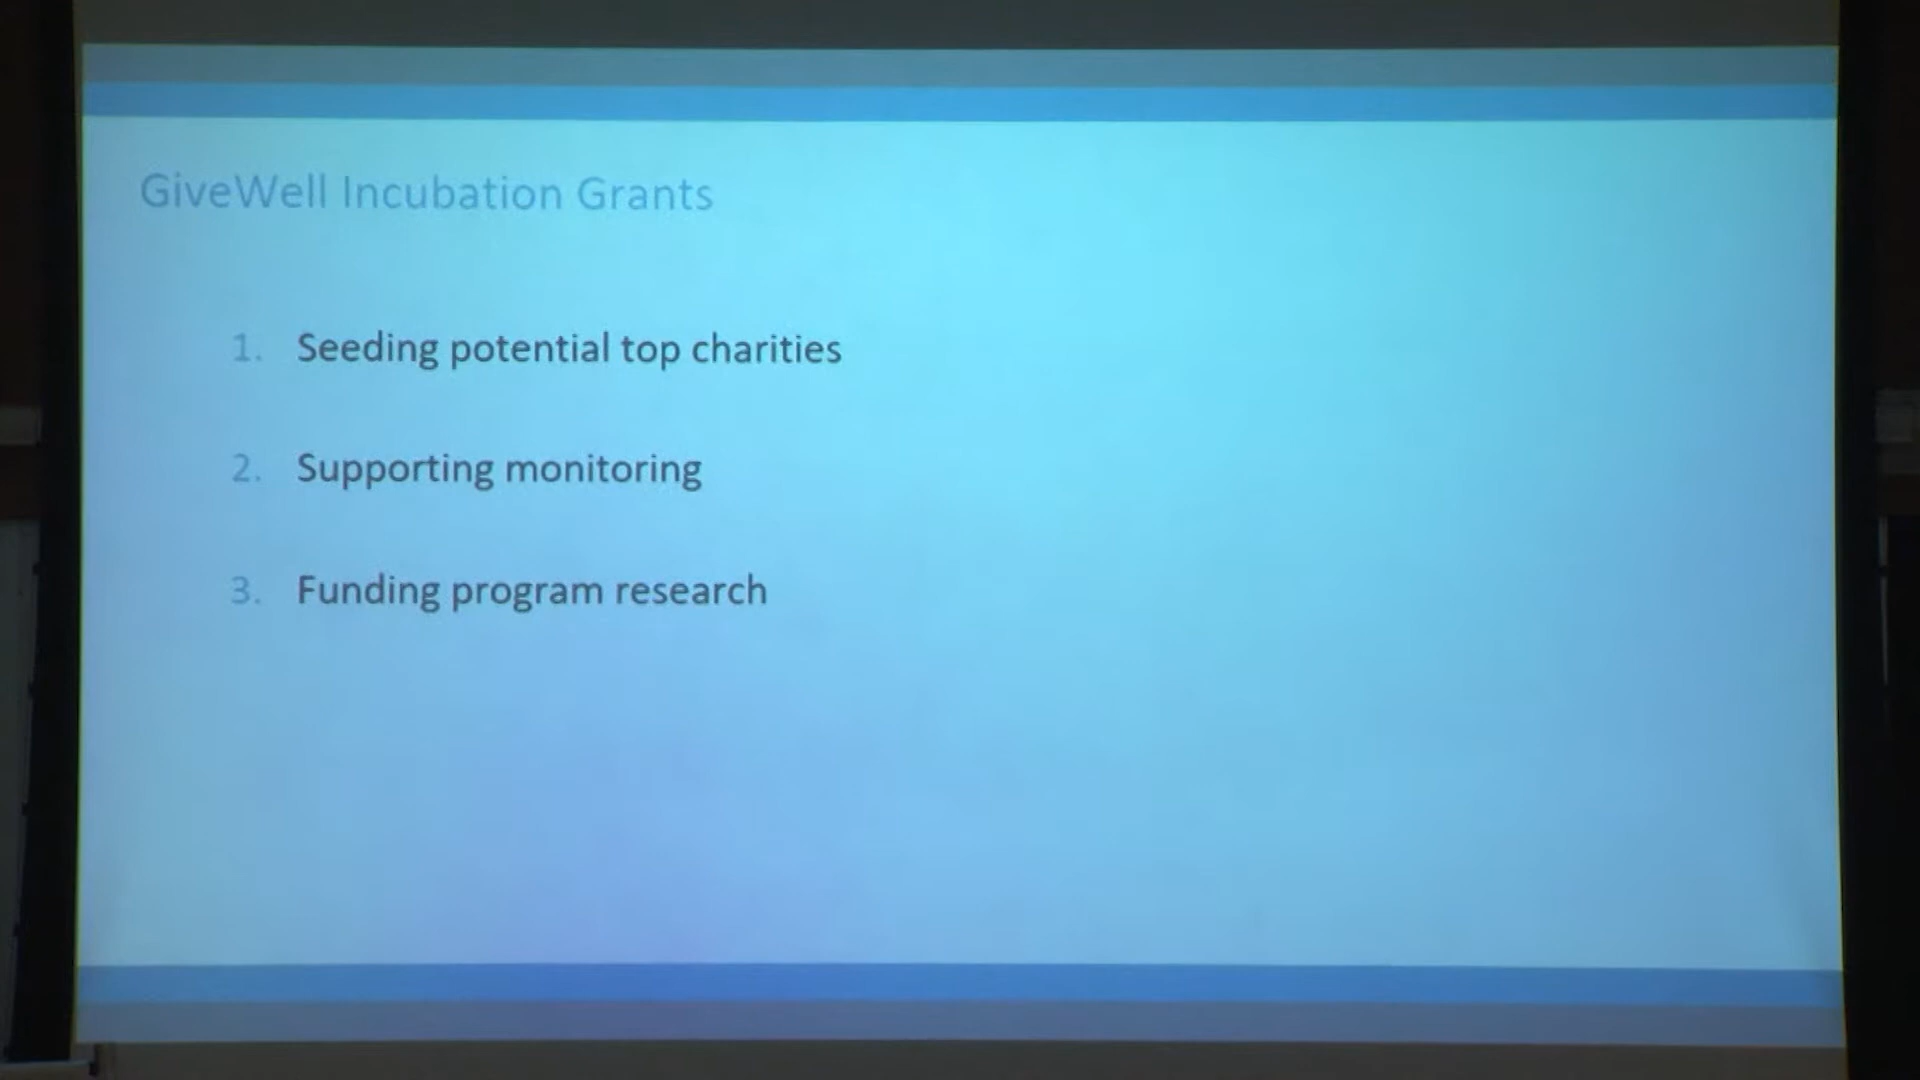 GiveWell Incubation Grants
1. Seeding potential top charities
2. Supporting monitoring
3. Funding program research